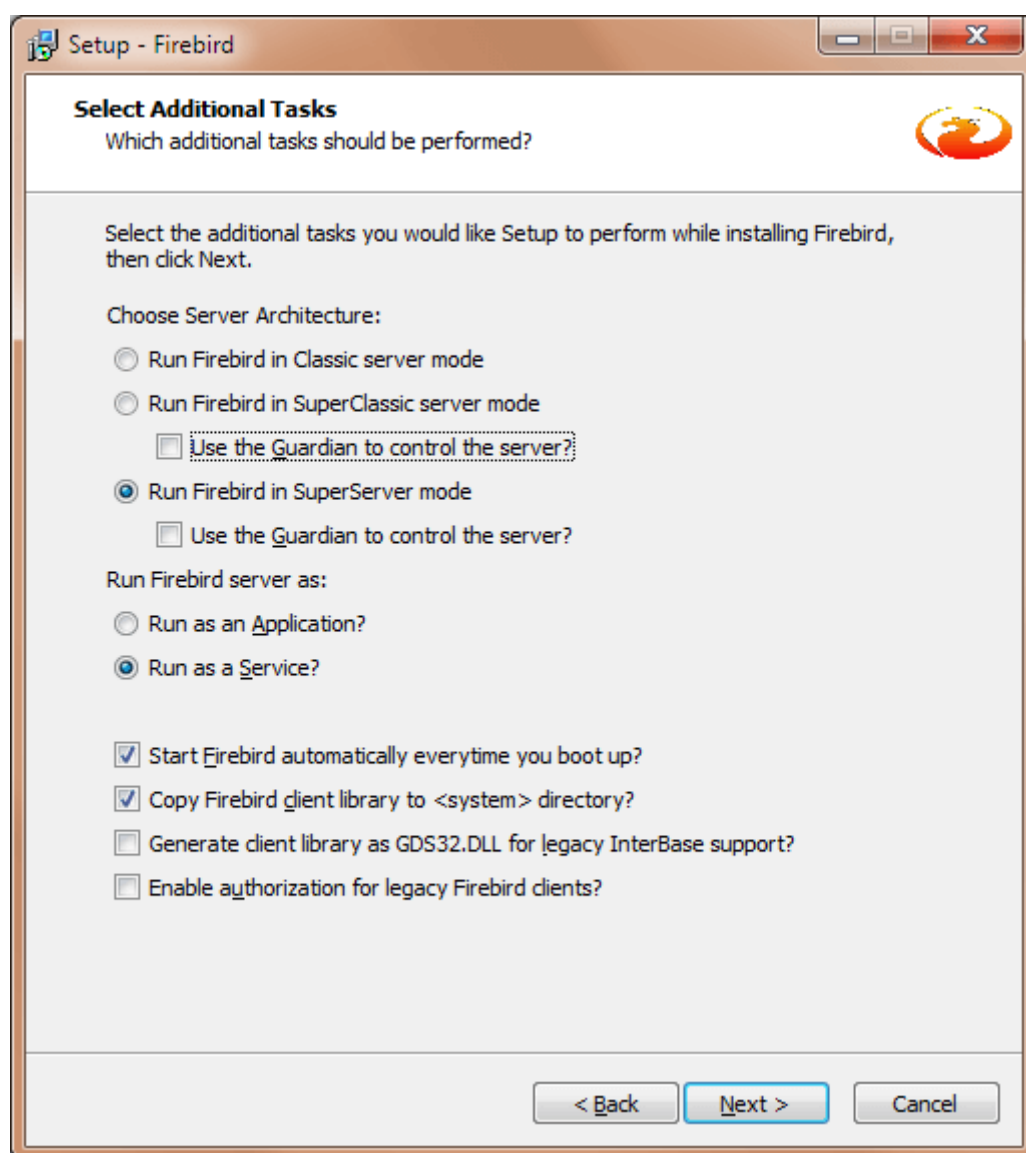 Setup - Firebird
Select Additional Tasks
Which additional tasks should be performed?
Select the additional tasks you would like Setup to perform while installing Firebird,
then click Next.
Choose Server Architecture:
Run Firebird in Classic server mode
Run Firebird in SuperClassic server mode
Use the Guardian to control the server?
Run Firebird in SuperServer mode
Use the Guardian to control the server?
Run Firebird server as:
Run as an Application?
Run as a Service?
Start Firebird automatically everytime you boot up?
Copy Firebird client library to <system> directory?
Generate client library as GDS32.DLL for legacy InterBase support?
Enable authorization for legacy Firebird clients?
< Back Next > Cancel